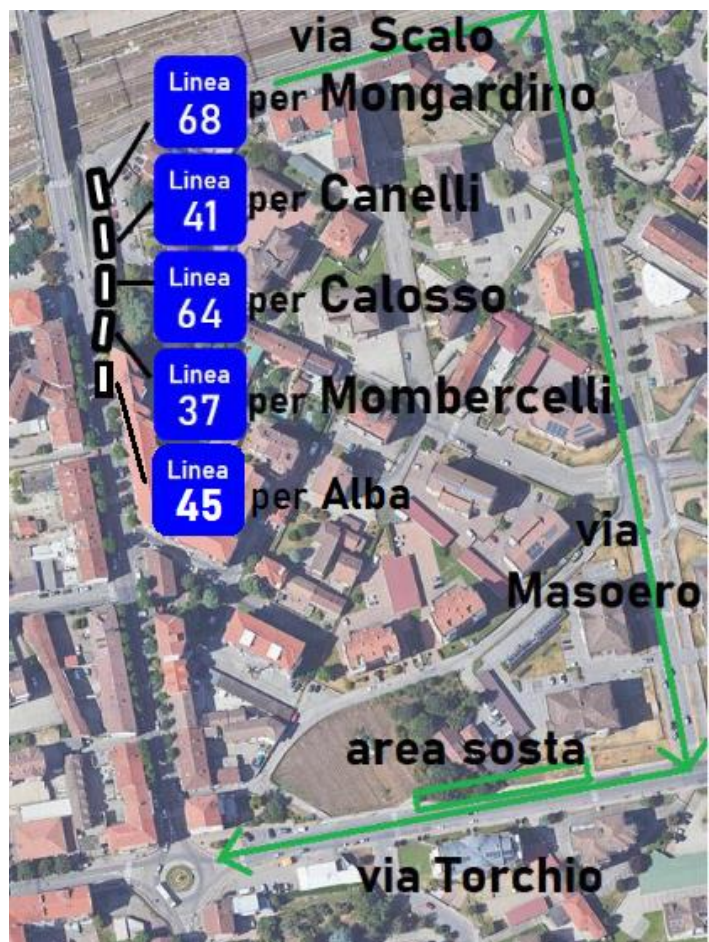 via Scalo
Linea
68
per Mongardino
Linea
41
per Canelli
Linea
64
per Calosso
Linea
37
per Mombercelli
Linea
45
per Alba
via
Masoero
area sosta
via Torchio